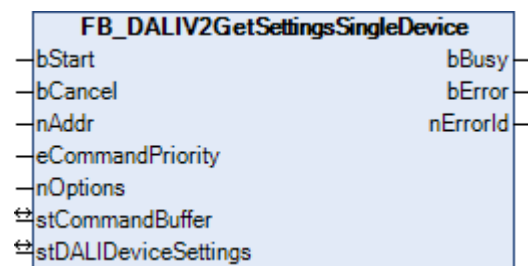 FB_DALIV2GetSettingsSingleDevice
bStart bBusy
bCancel bError
nAddr nErrorId
eCommandPriority
nOptions
stCommandBuffer
stDALIDeviceSettings